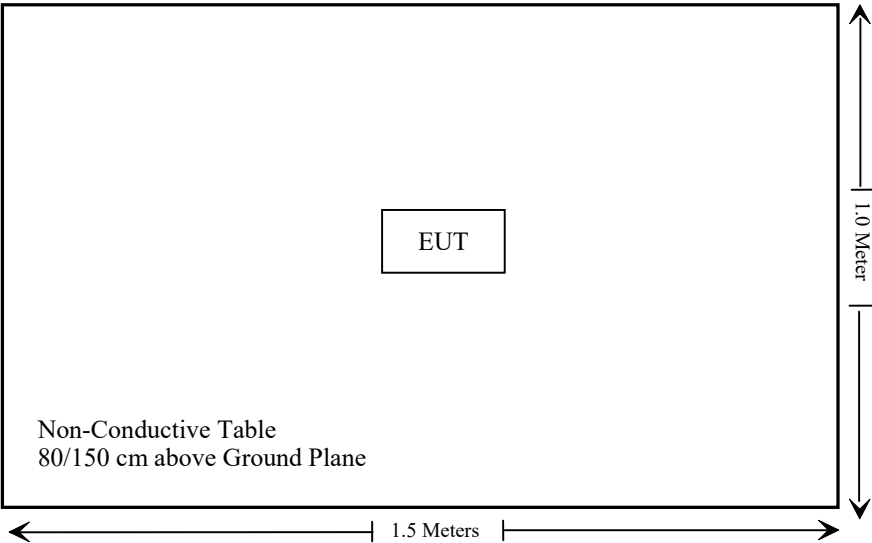 EUT
1.0 Meter
Non-Conductive Table
80/150 cm above Ground Plane
1.5 Meters